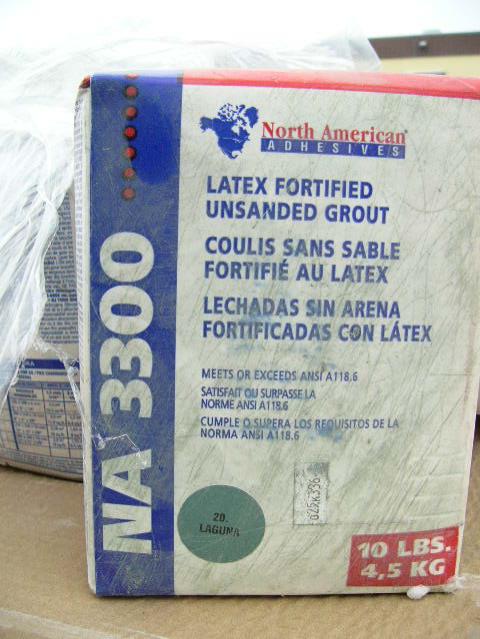 North American
ADHESIVES
LATEX FORTIFIED
UNSANDED GROUT
COULIS SANS SABLE
FORTIFIÉ AU LATEX
LECHADAS SIN ARENA
FORTIFICADAS CON LÁTEX
MEETS OR EXCEEDS ANSI A118.6
SATISFAIT OU SURPASSE LA
NORME ANSI A118.6
CUMPLE O SUPERA LOS REQUISITOS DE LA
NORMA ANSI A118.6
NA 3300
20.
LAGUNA
10 LBS.
4,5 KG